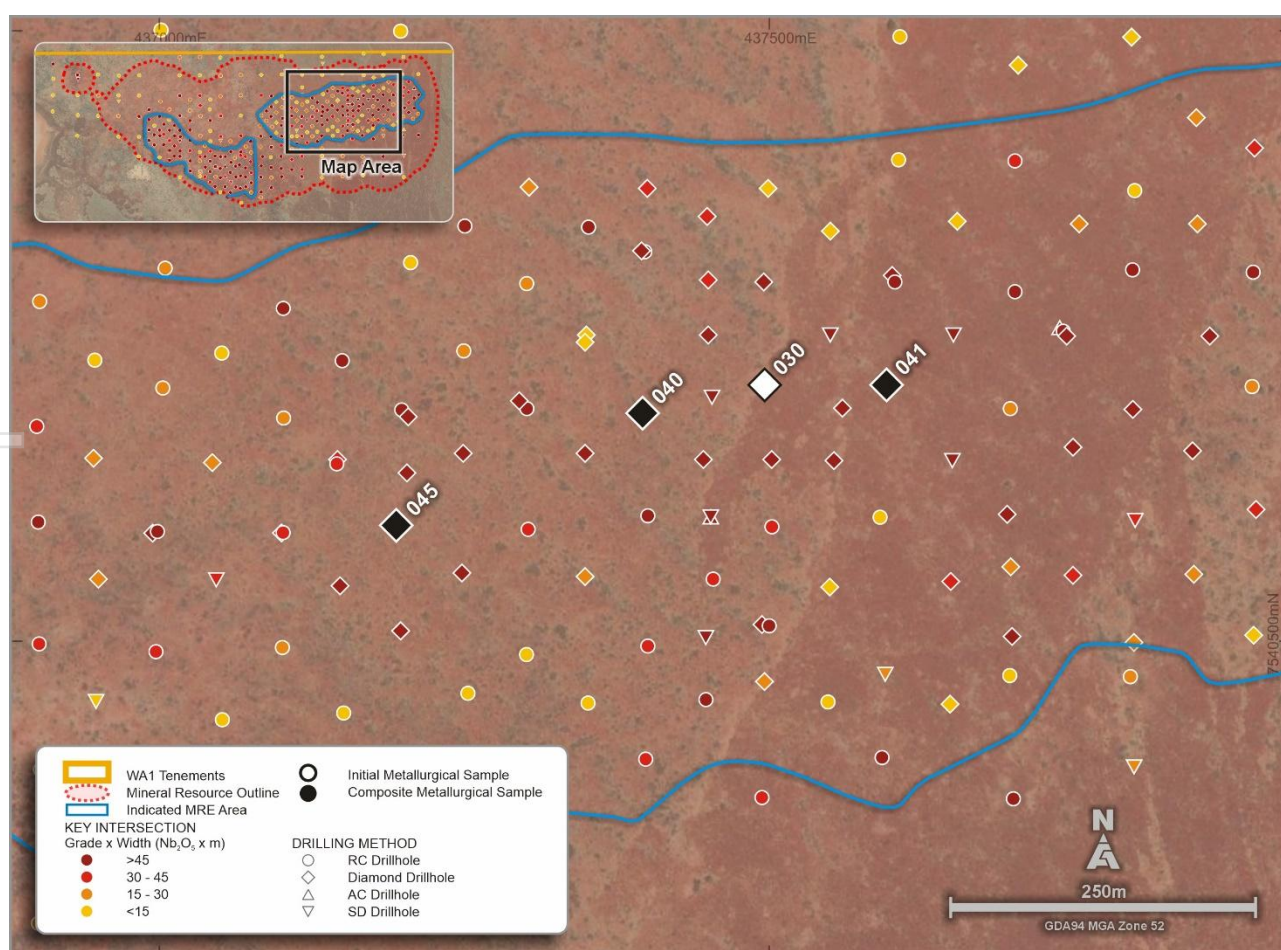 437000mE
437500mE
Map Area
030
041
040
045
7540500mN
WA1 Tenements
Mineral Resource Outline
Indicated MRE Area
KEY INTERSECTION
Grade x Width (Nb₂O₅ x m)
>45
30 - 45
15 - 30
<15
Initial Metallurgical Sample
Composite Metallurgical Sample
DRILLING METHOD
RC Drillhole
Diamond Drillhole
AC Drillhole
SD Drillhole
N
250m
GDA94 MGA Zone 52